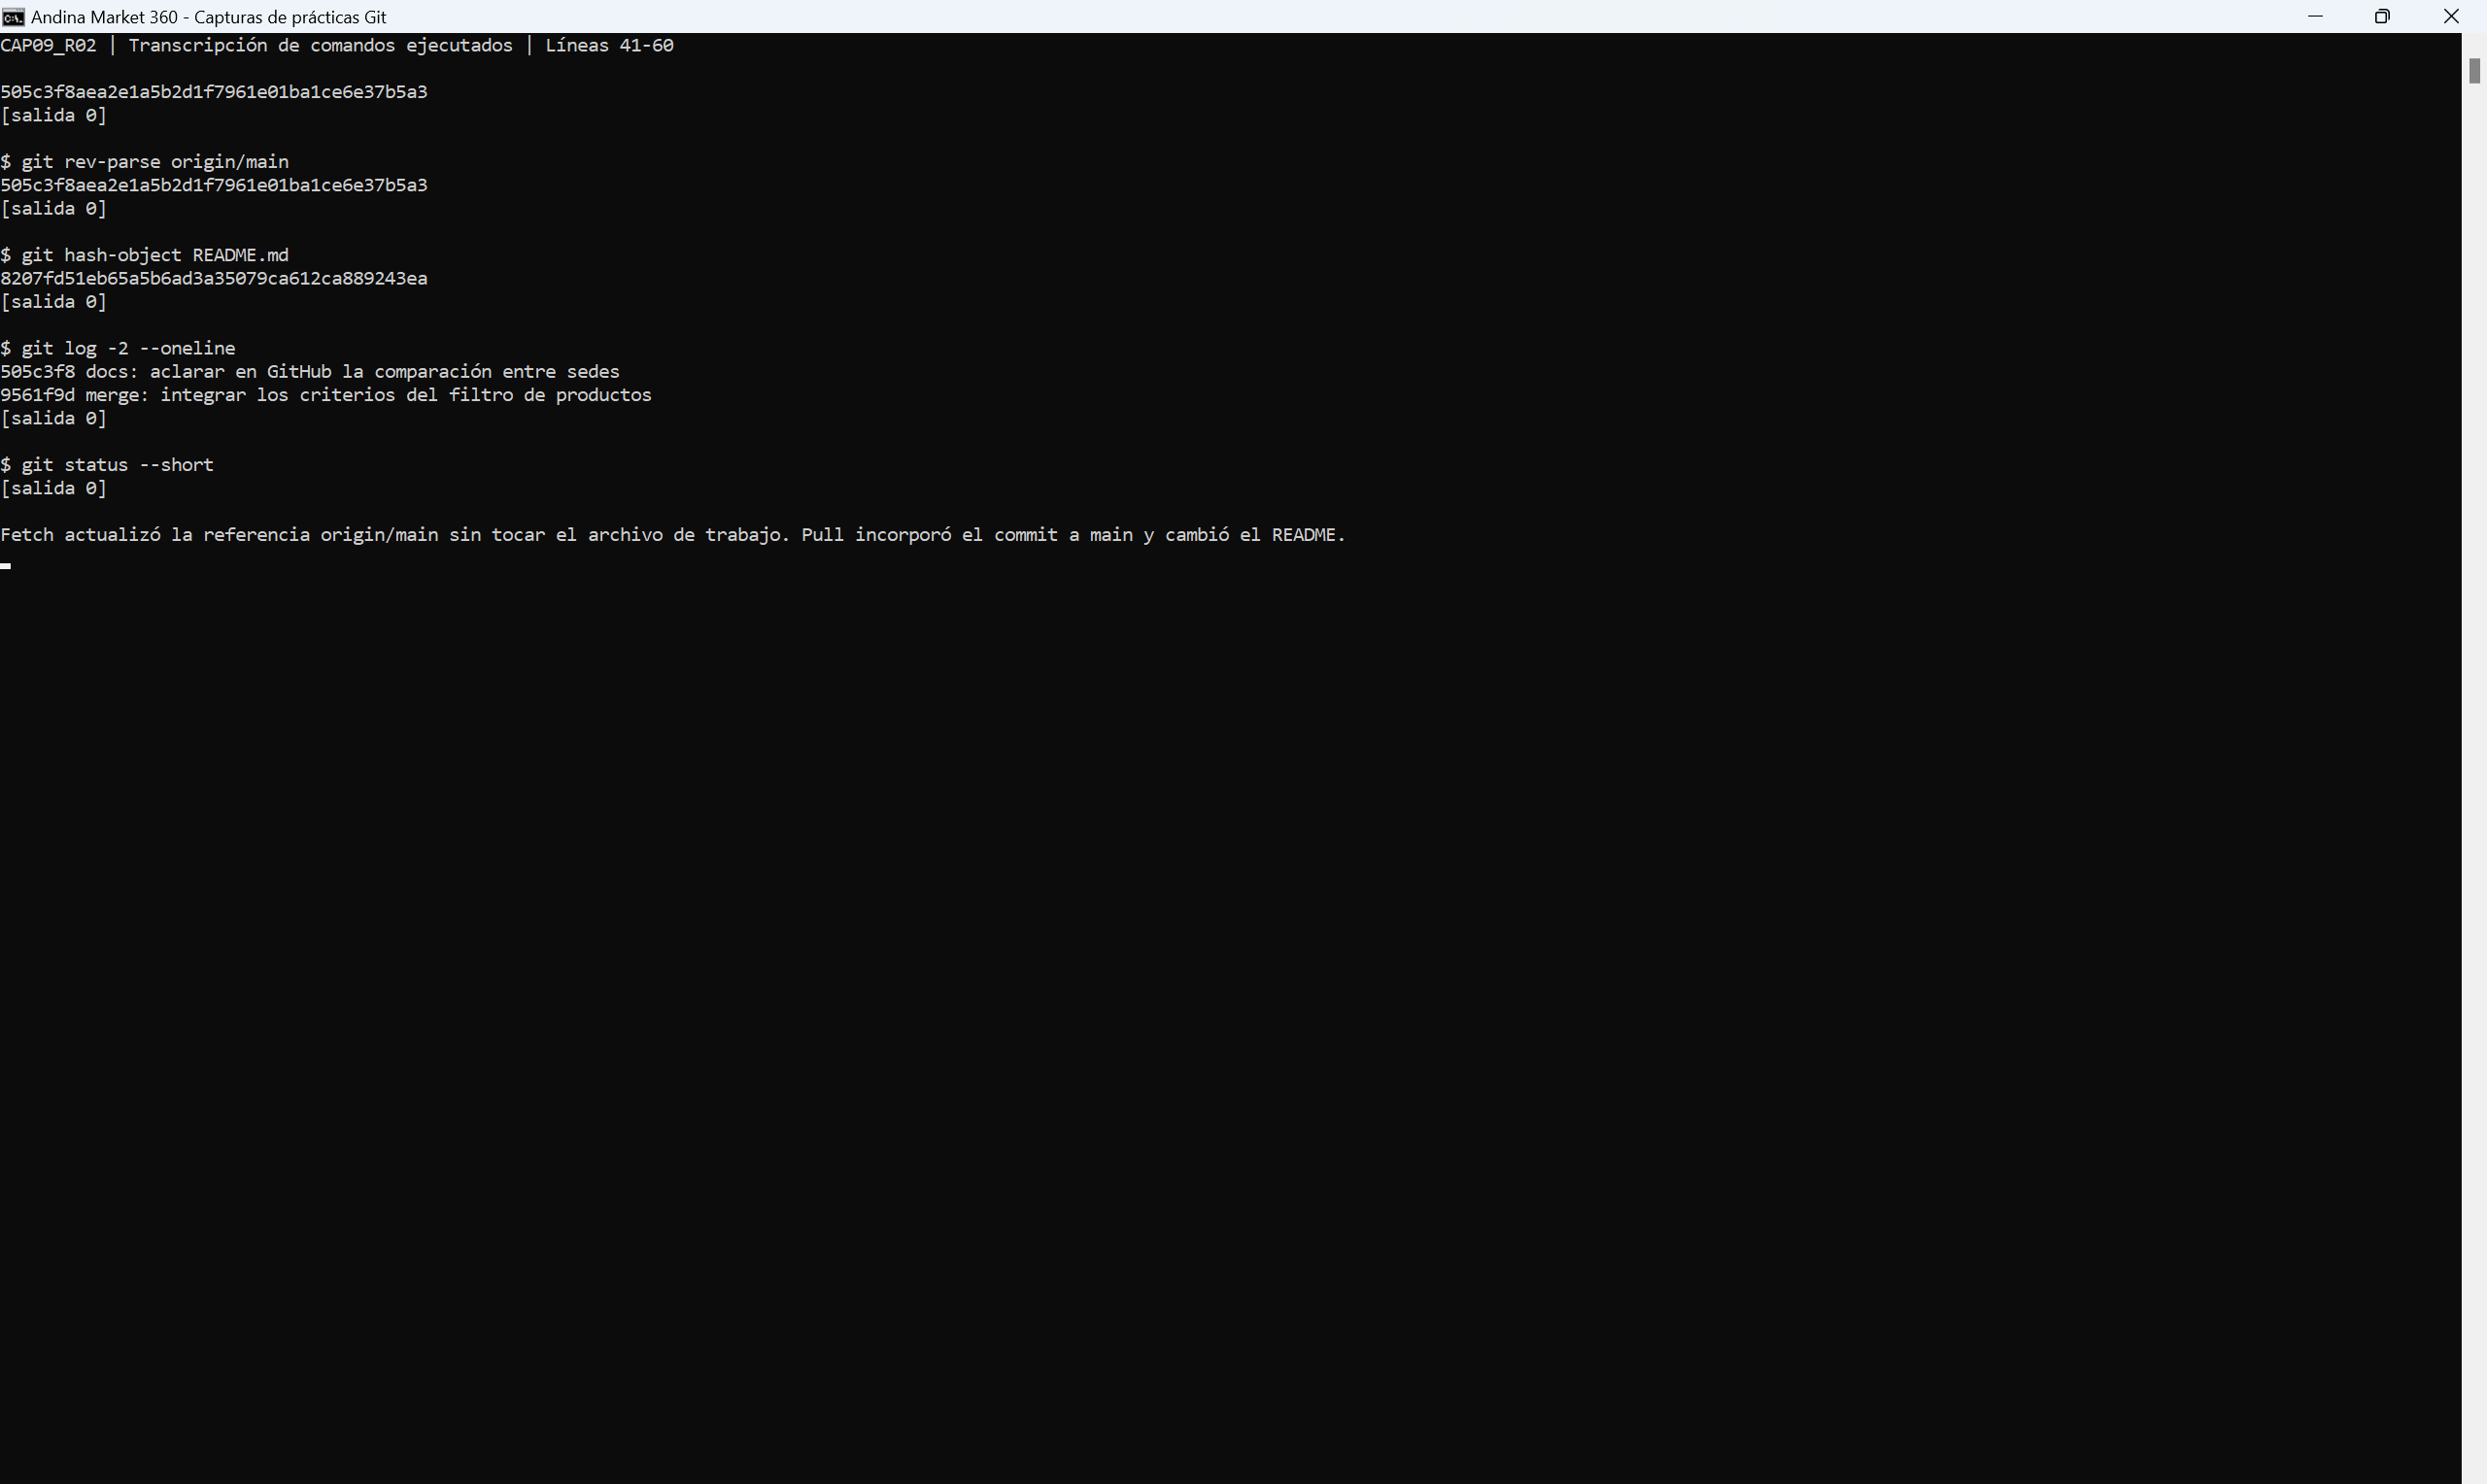 Andina Market 360 - Capturas de prácticas Git
CAP09_R02 | Transcripción de comandos ejecutados | Líneas 41-60
505c3f8aea2e1a5b2d1f7961e01ba1ce6e37b5a3
[salida 0]
$ git rev-parse origin/main
505c3f8aea2e1a5b2d1f7961e01ba1ce6e37b5a3
[salida 0]
$ git hash-object README.md
8207fd51eb65a5b6ad3a35079ca612ca889243ea
[salida 0]
$ git log -2 --oneline
505c3f8 docs: aclarar en GitHub la comparación entre sedes
9561f9d merge: integrar los criterios del filtro de productos
[salida 0]
$ git status --short
[salida 0]
Fetch actualizó la referencia origin/main sin tocar el archivo de trabajo. Pull incorporó el commit a main y cambió el README.